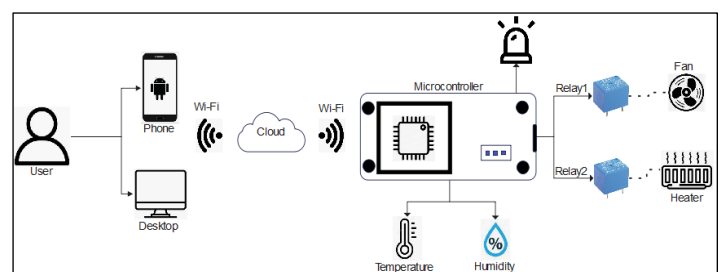 User
Phone
Desktop
Wi-Fi
Cloud
Wi-Fi
Microcontroller
Relay1
Fan
Relay2
Heater
Temperature
%
Humidity